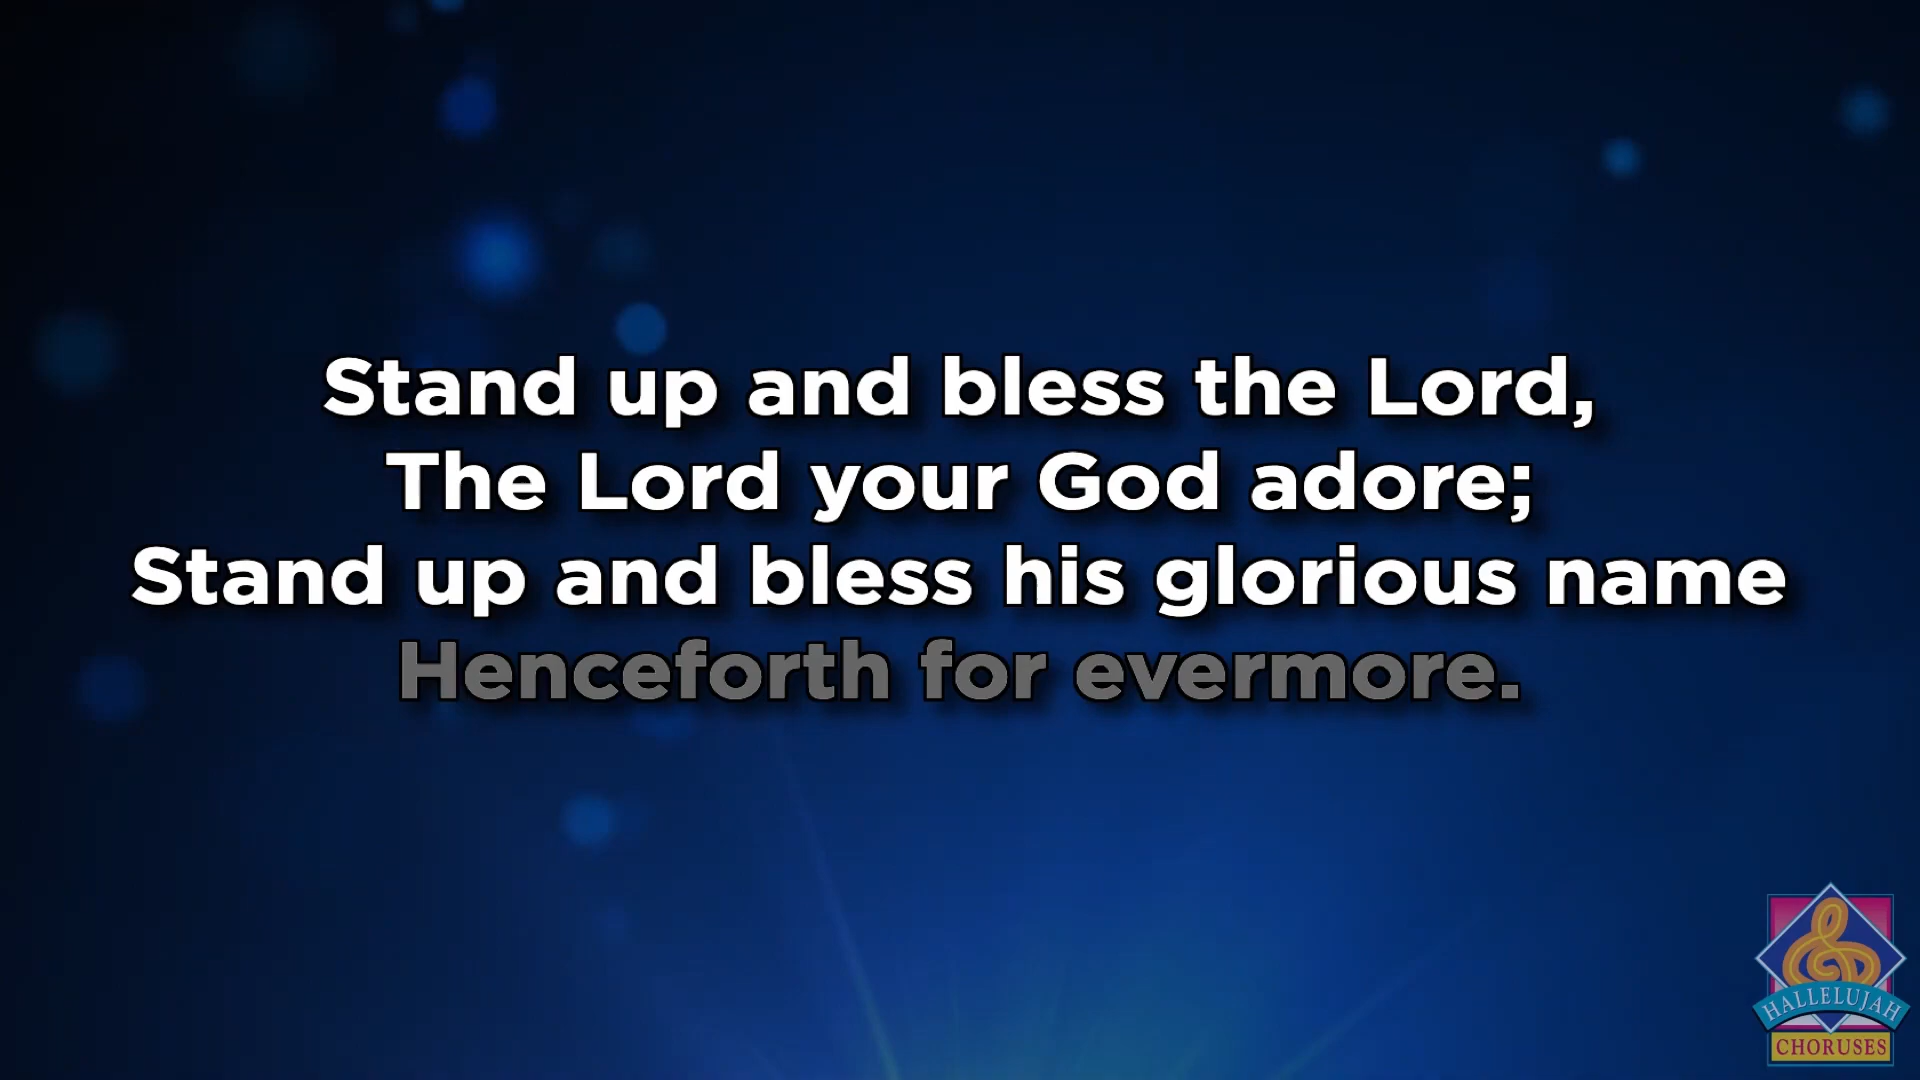 Stand up and bless the Lord,
The Lord your God adore;
Stand up and bless his glorious name
Henceforth for evermore.
HALLELUJAH
CHORUSES